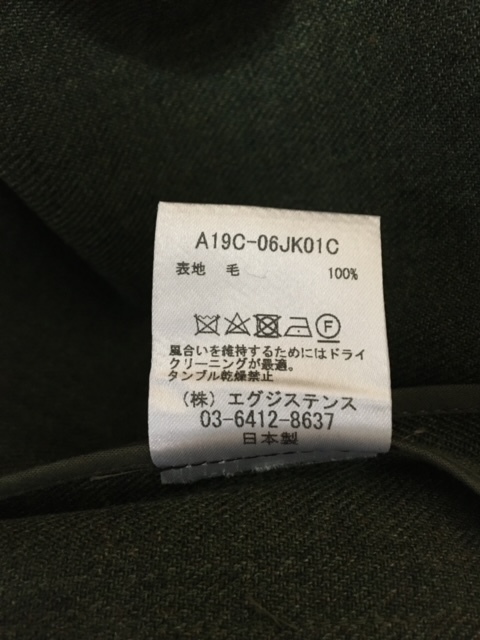 A19C-06JK01C
表地 毛 100%
F
風合いを維持するためにはドライ
クリーニングが最適。
タンブル乾燥禁止
（株）エグジステンス
03-6412-8637
日本製